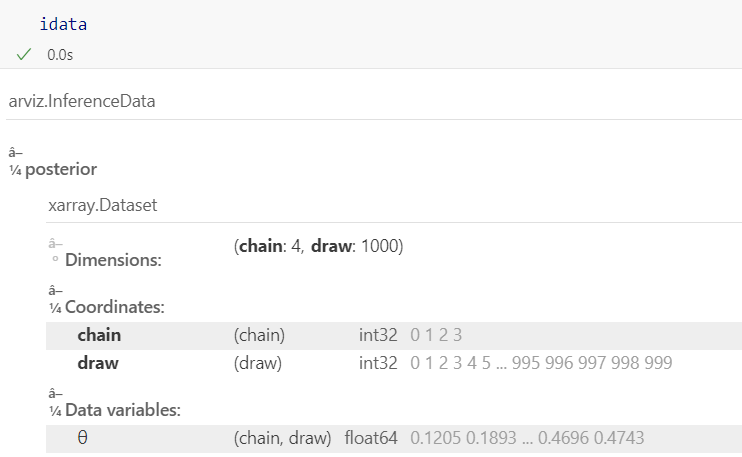 idata
✓ 0.0s
arviz.InferenceData
â–
¼ posterior
xarray.Dataset
â–
º Dimensions: (chain: 4, draw: 1000)
â–
¼ Coordinates:
chain (chain) int32 0 1 2 3
draw (draw) int32 0 1 2 3 4 5 ... 995 996 997 998 999
â–
¼ Data variables:
θ (chain, draw) float64 0.1205 0.1893 ... 0.4696 0.4743